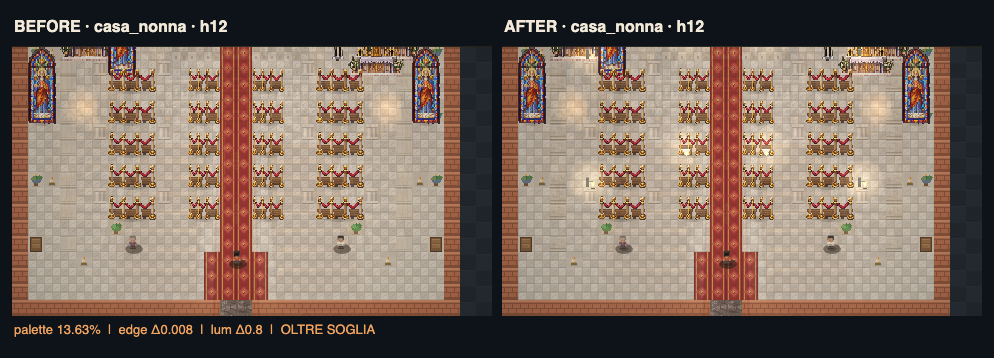 BEFORE · casa_nonna · h12
AFTER · casa_nonna · h12
palette 13.63% | edge Δ0.008 | lum Δ0.8 | OLTRE SOGLIA